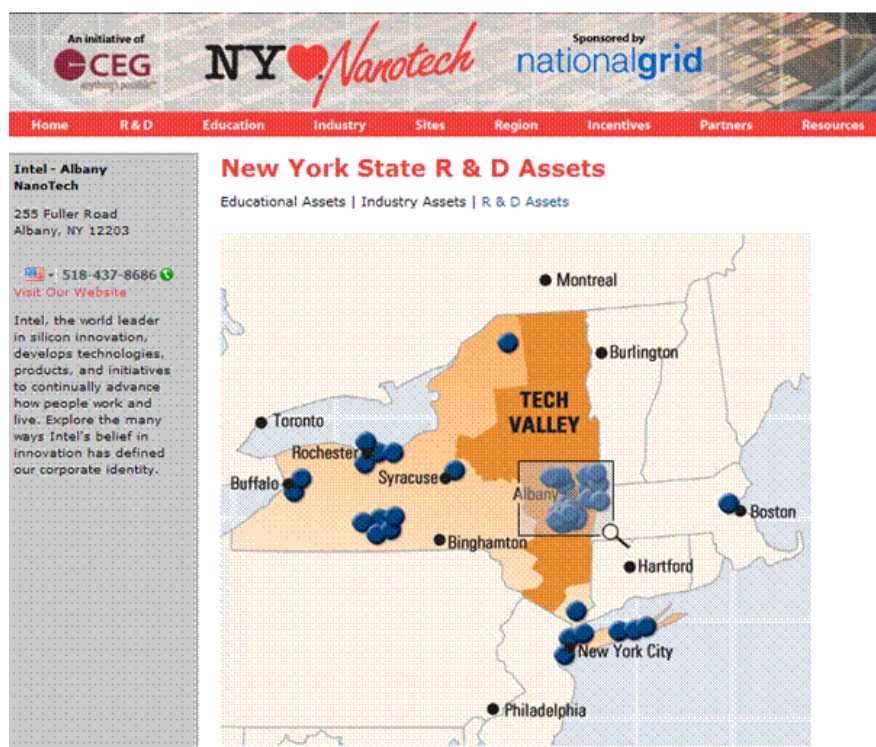 An initiative of
CEG
anything's possible
NY Nanotech
Sponsored by
nationalgrid
Home R & D Education Industry Sites Region Incentives Partners Resources
Intel - Albany
NanoTech
255 Fuller Road
Albany, NY 12203
518-437-8686
Visit Our Website
Intel, the world leader
in silicon innovation,
develops technologies,
products, and initiatives
to continually advance
how people work and
live. Explore the many
ways Intel's belief in
innovation has defined
our corporate identity.
New York State R & D Assets
Educational Assets | Industry Assets | R & D Assets
Montreal
Burlington
TECH
VALLEY
Toronto
Rochester
Syracuse
Buffalo
Albany
Boston
Binghamton
Hartford
New York City
Philadelphia